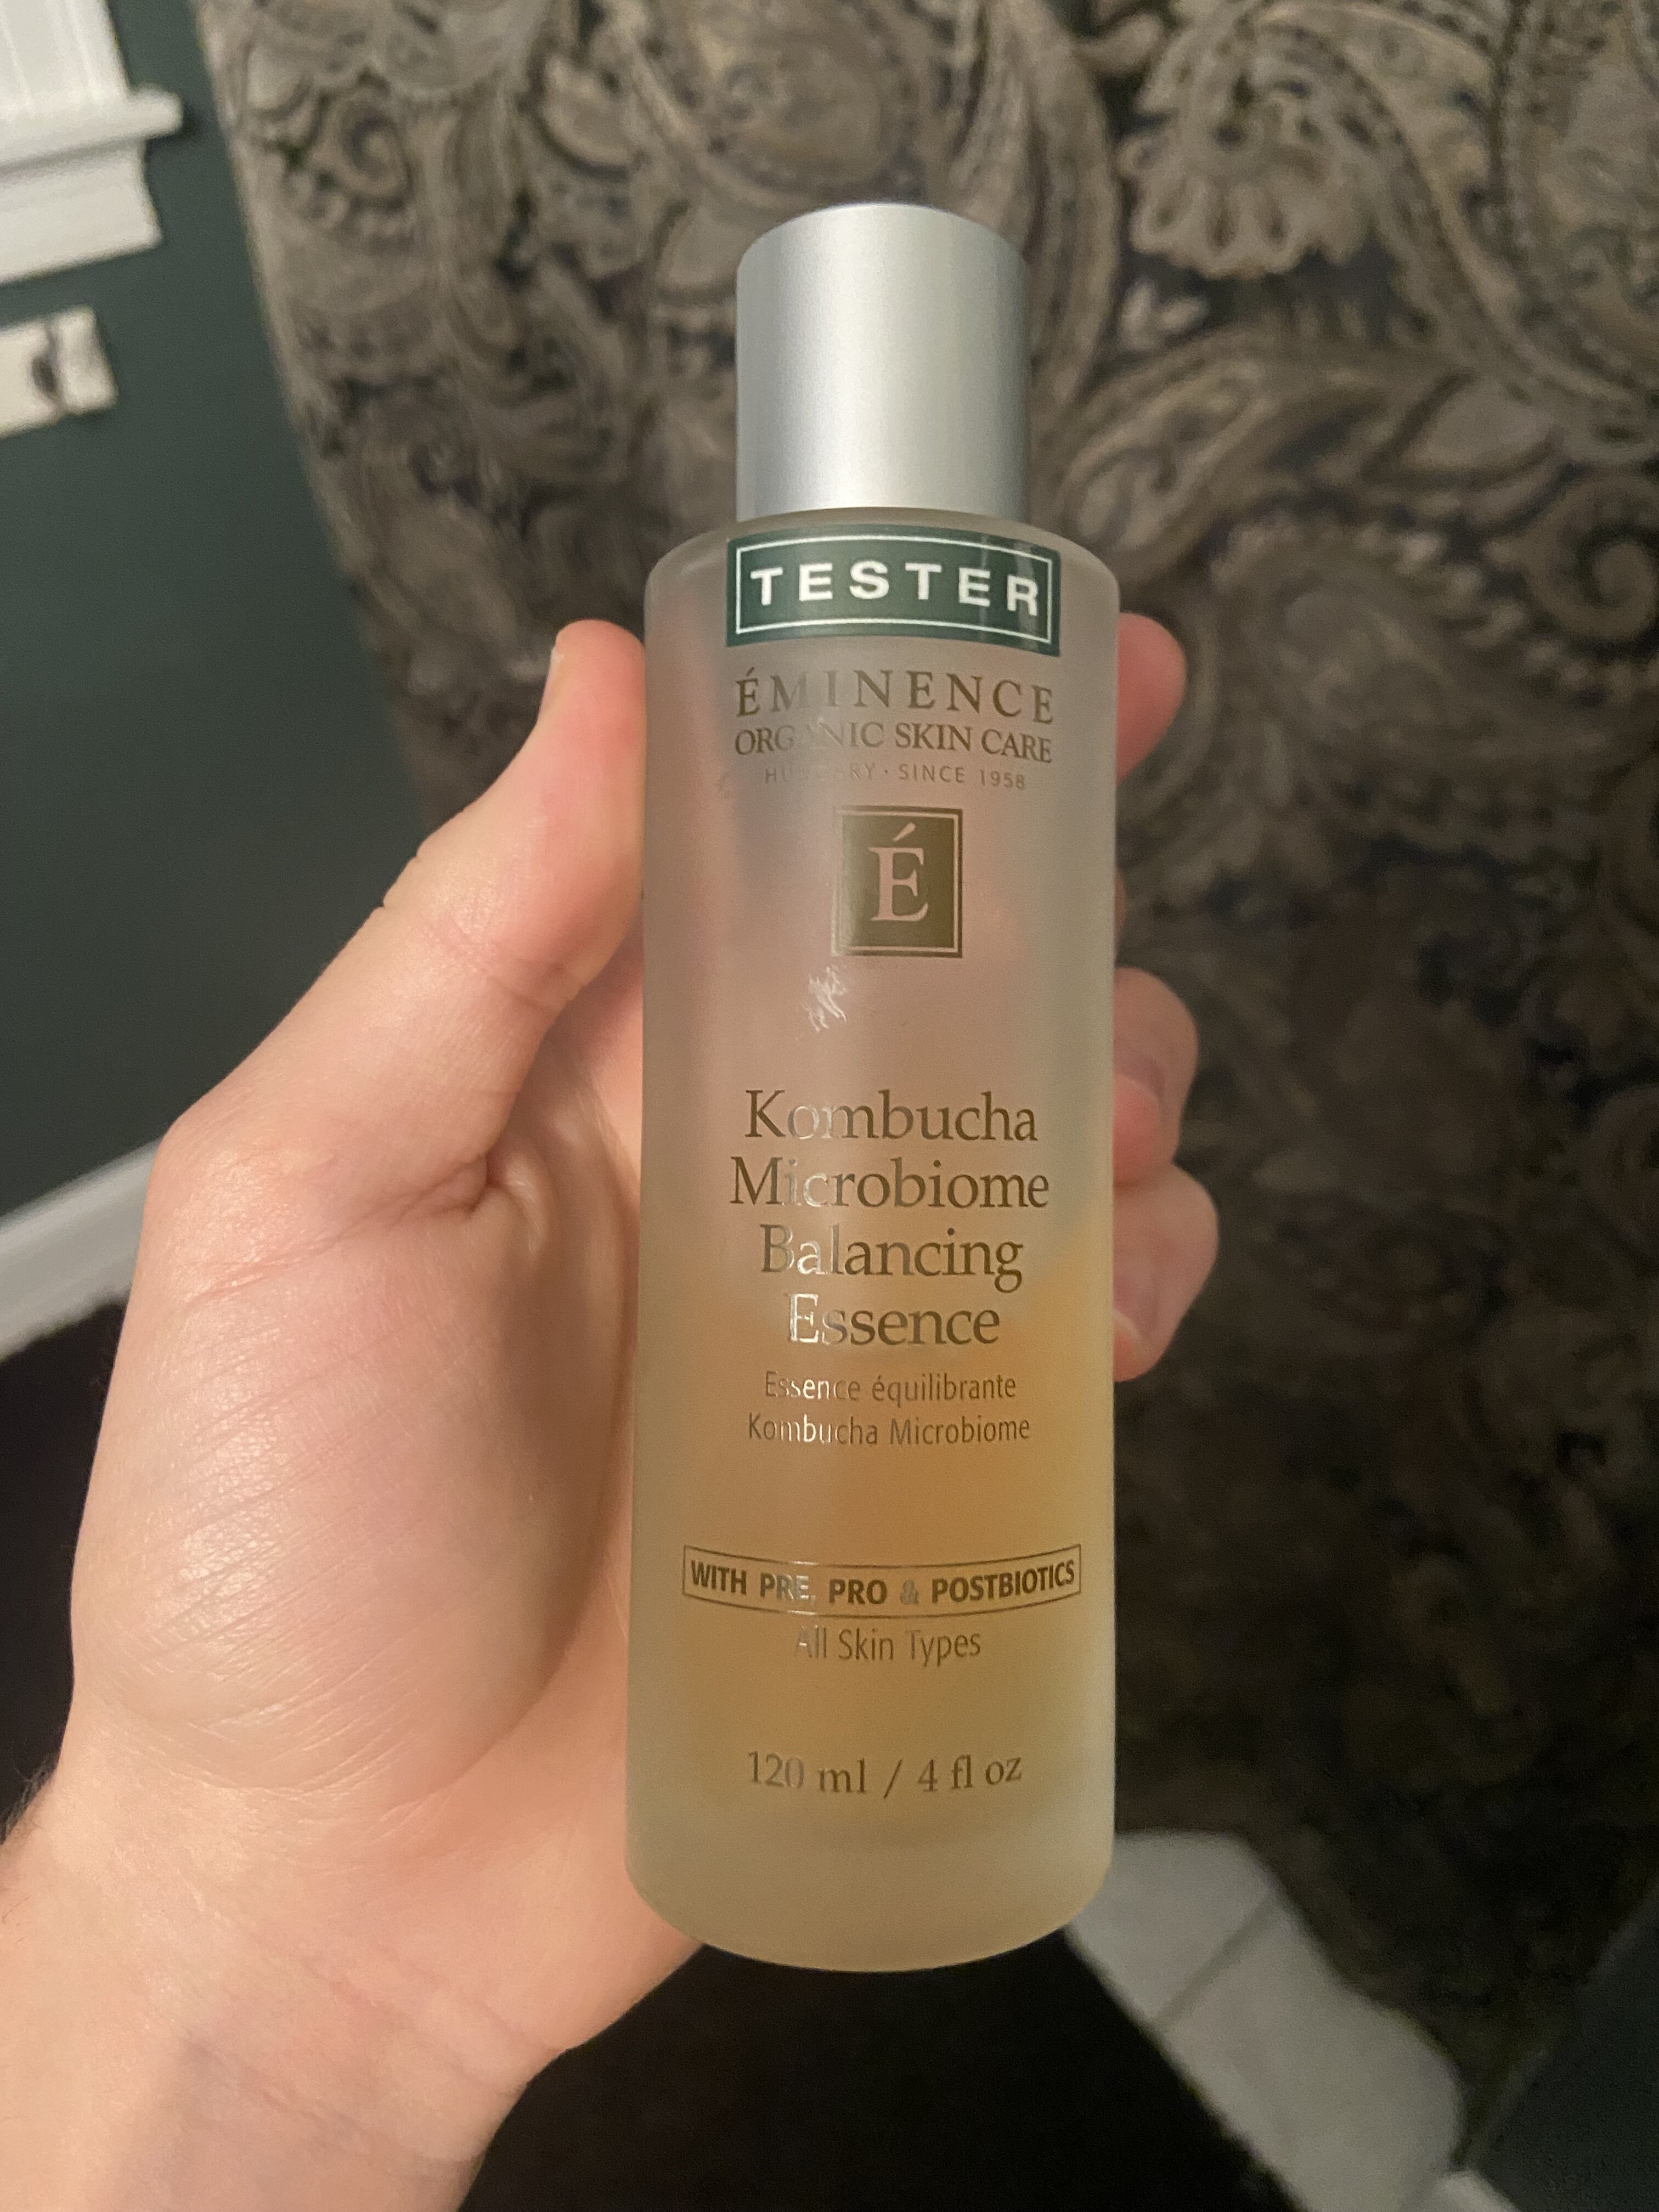 TESTER
ÉMINENCE
ORGANIC SKIN CARE
HUNGARY · SINCE 1958
É
Kombucha
Microbiome
Balancing
Essence
Essence équilibrante
Kombucha Microbiome
WITH PRE, PRO & POSTBIOTICS
All Skin Types
120 ml / 4 fl oz